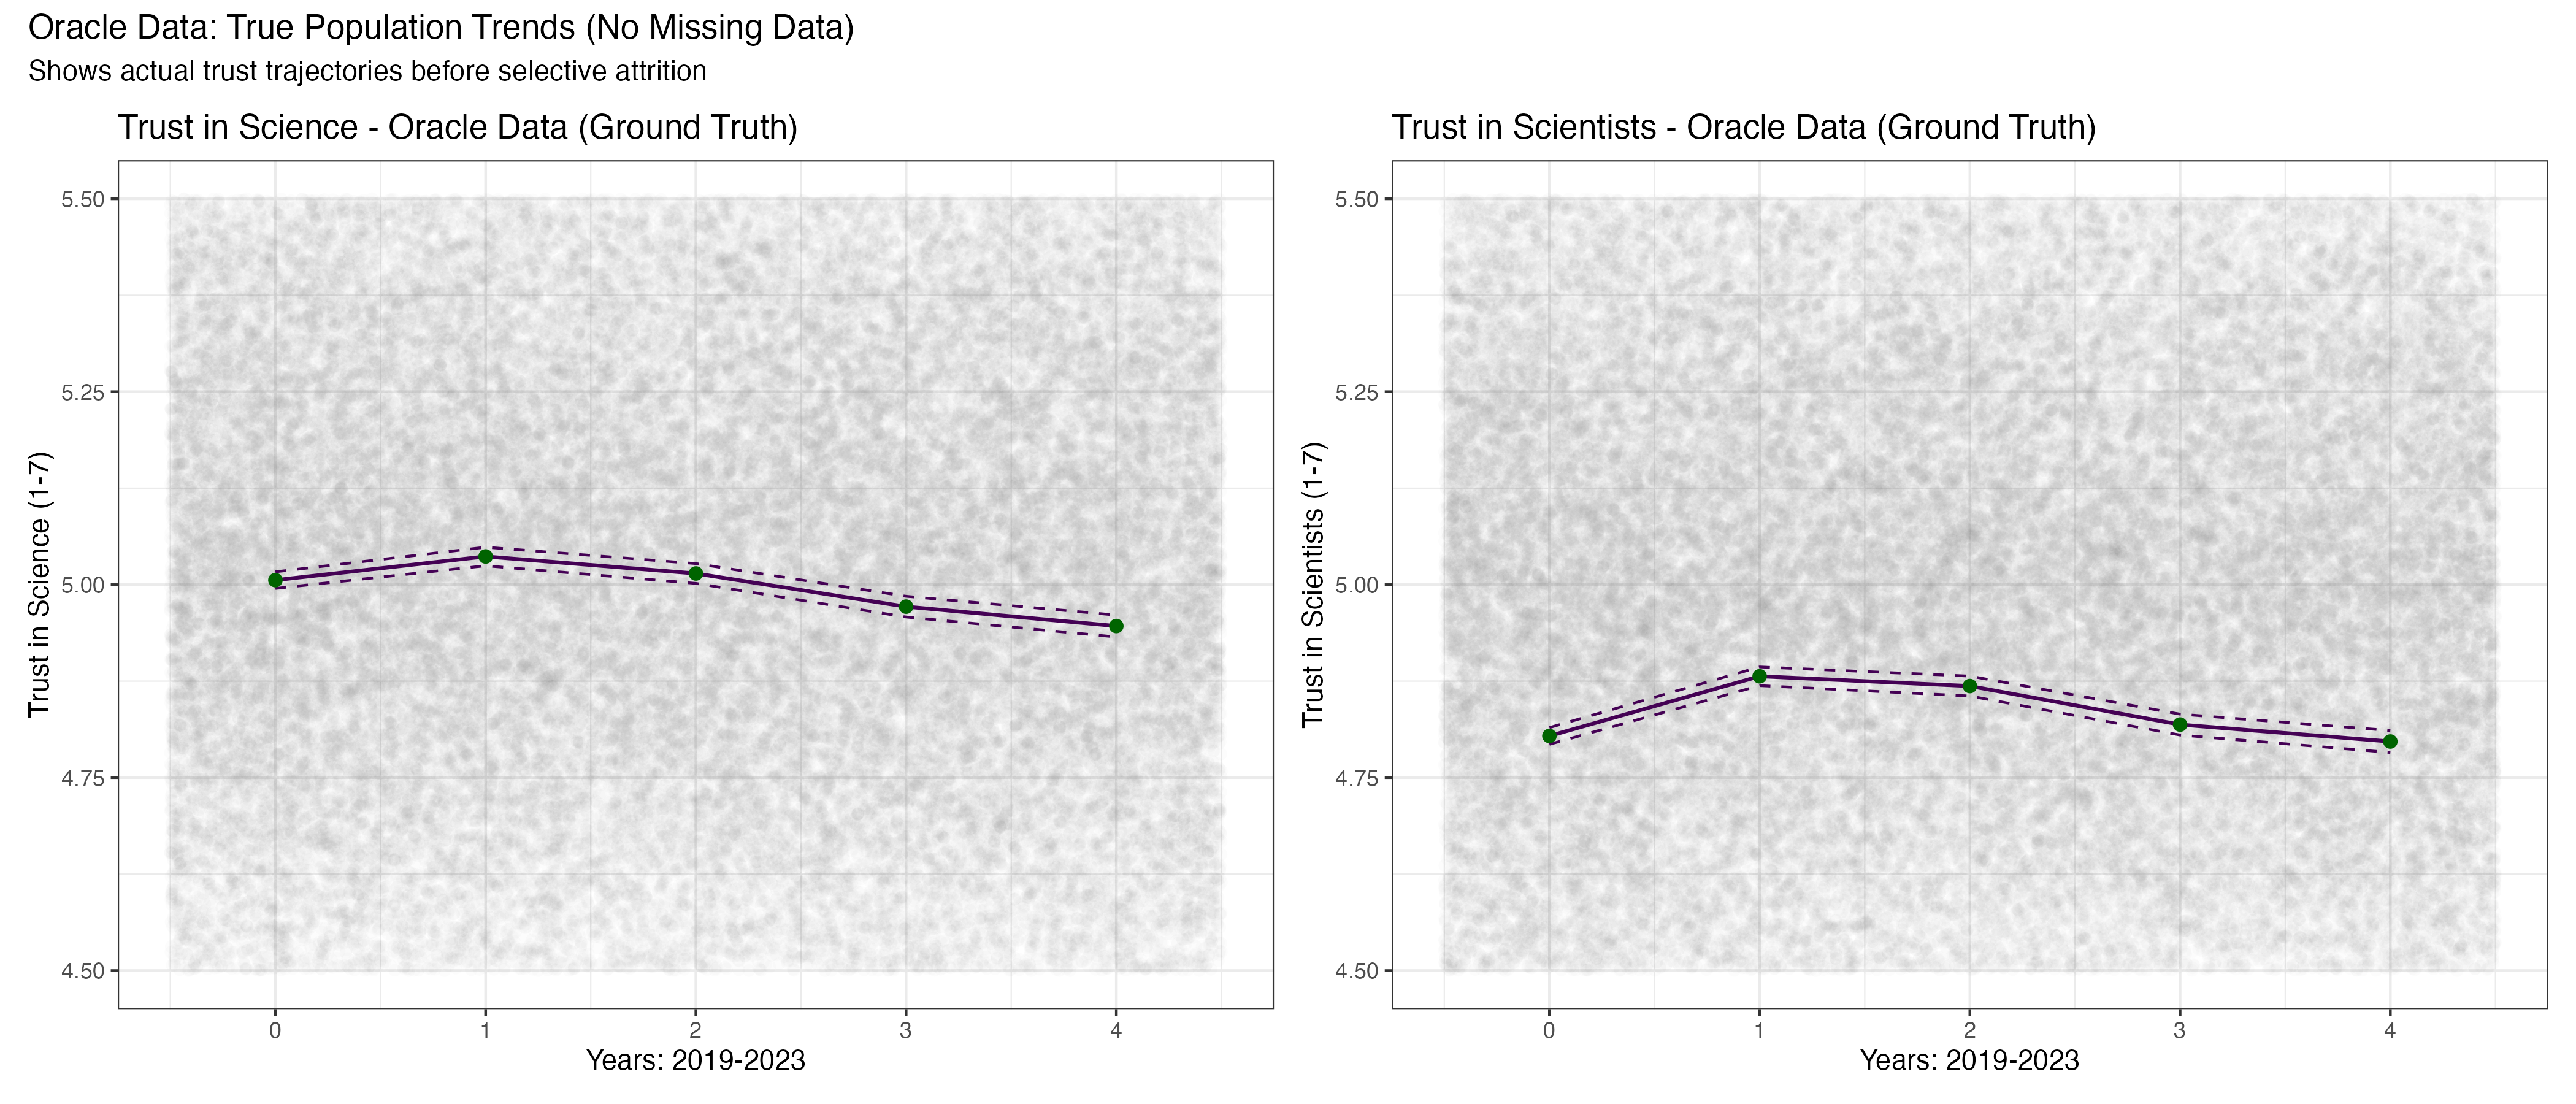 Oracle Data: True Population Trends (No Missing Data)
Shows actual trust trajectories before selective attrition
Trust in Science - Oracle Data (Ground Truth)
Trust in Science (1-7)
5.50
5.25
5.00
4.75
4.50
0 1 2 3 4
Years: 2019-2023
Trust in Scientists - Oracle Data (Ground Truth)
Trust in Scientists (1-7)
5.50
5.25
5.00
4.75
4.50
0 1 2 3 4
Years: 2019-2023